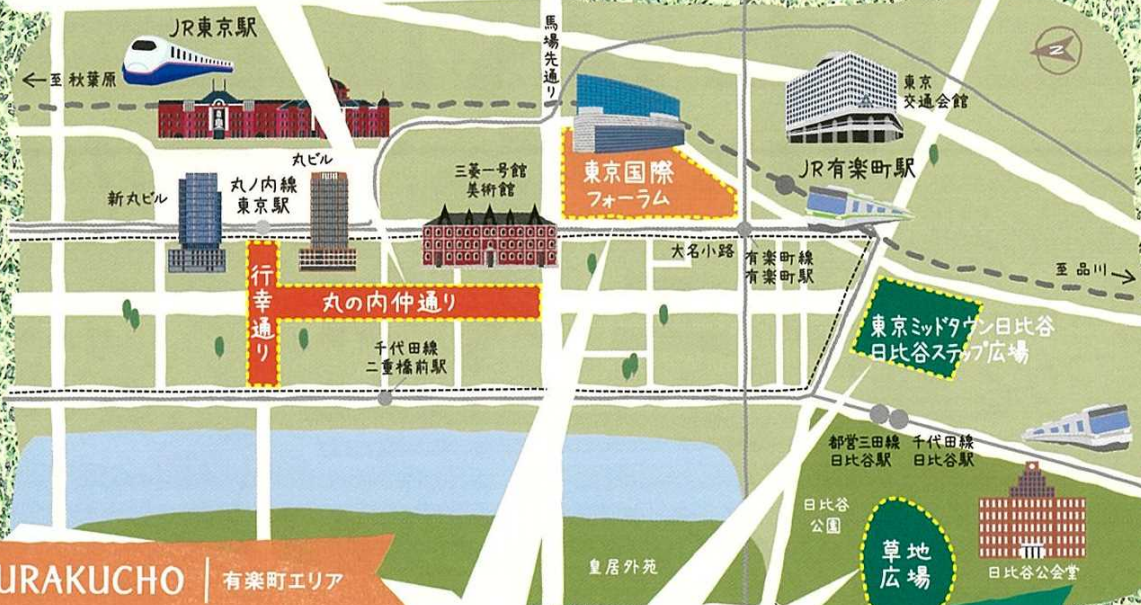 JR東京駅
← 至 秋葉原
馬場先通り
N
東京
交通会館
丸ビル
新丸ビル
丸ノ内線
東京駅
三菱一号館
美術館
東京国際
フォーラム
JR有楽町駅
大名小路
有楽町線
有楽町駅
至 品川 →
行幸通り
丸の内仲通り
千代田線
二重橋前駅
東京ミッドタウン日比谷
日比谷ステップ広場
都営三田線
日比谷駅
千代田線
日比谷駅
日比谷
公園
草地
広場
日比谷公会堂
皇居外苑
URAKUCHO | 有楽町エリア